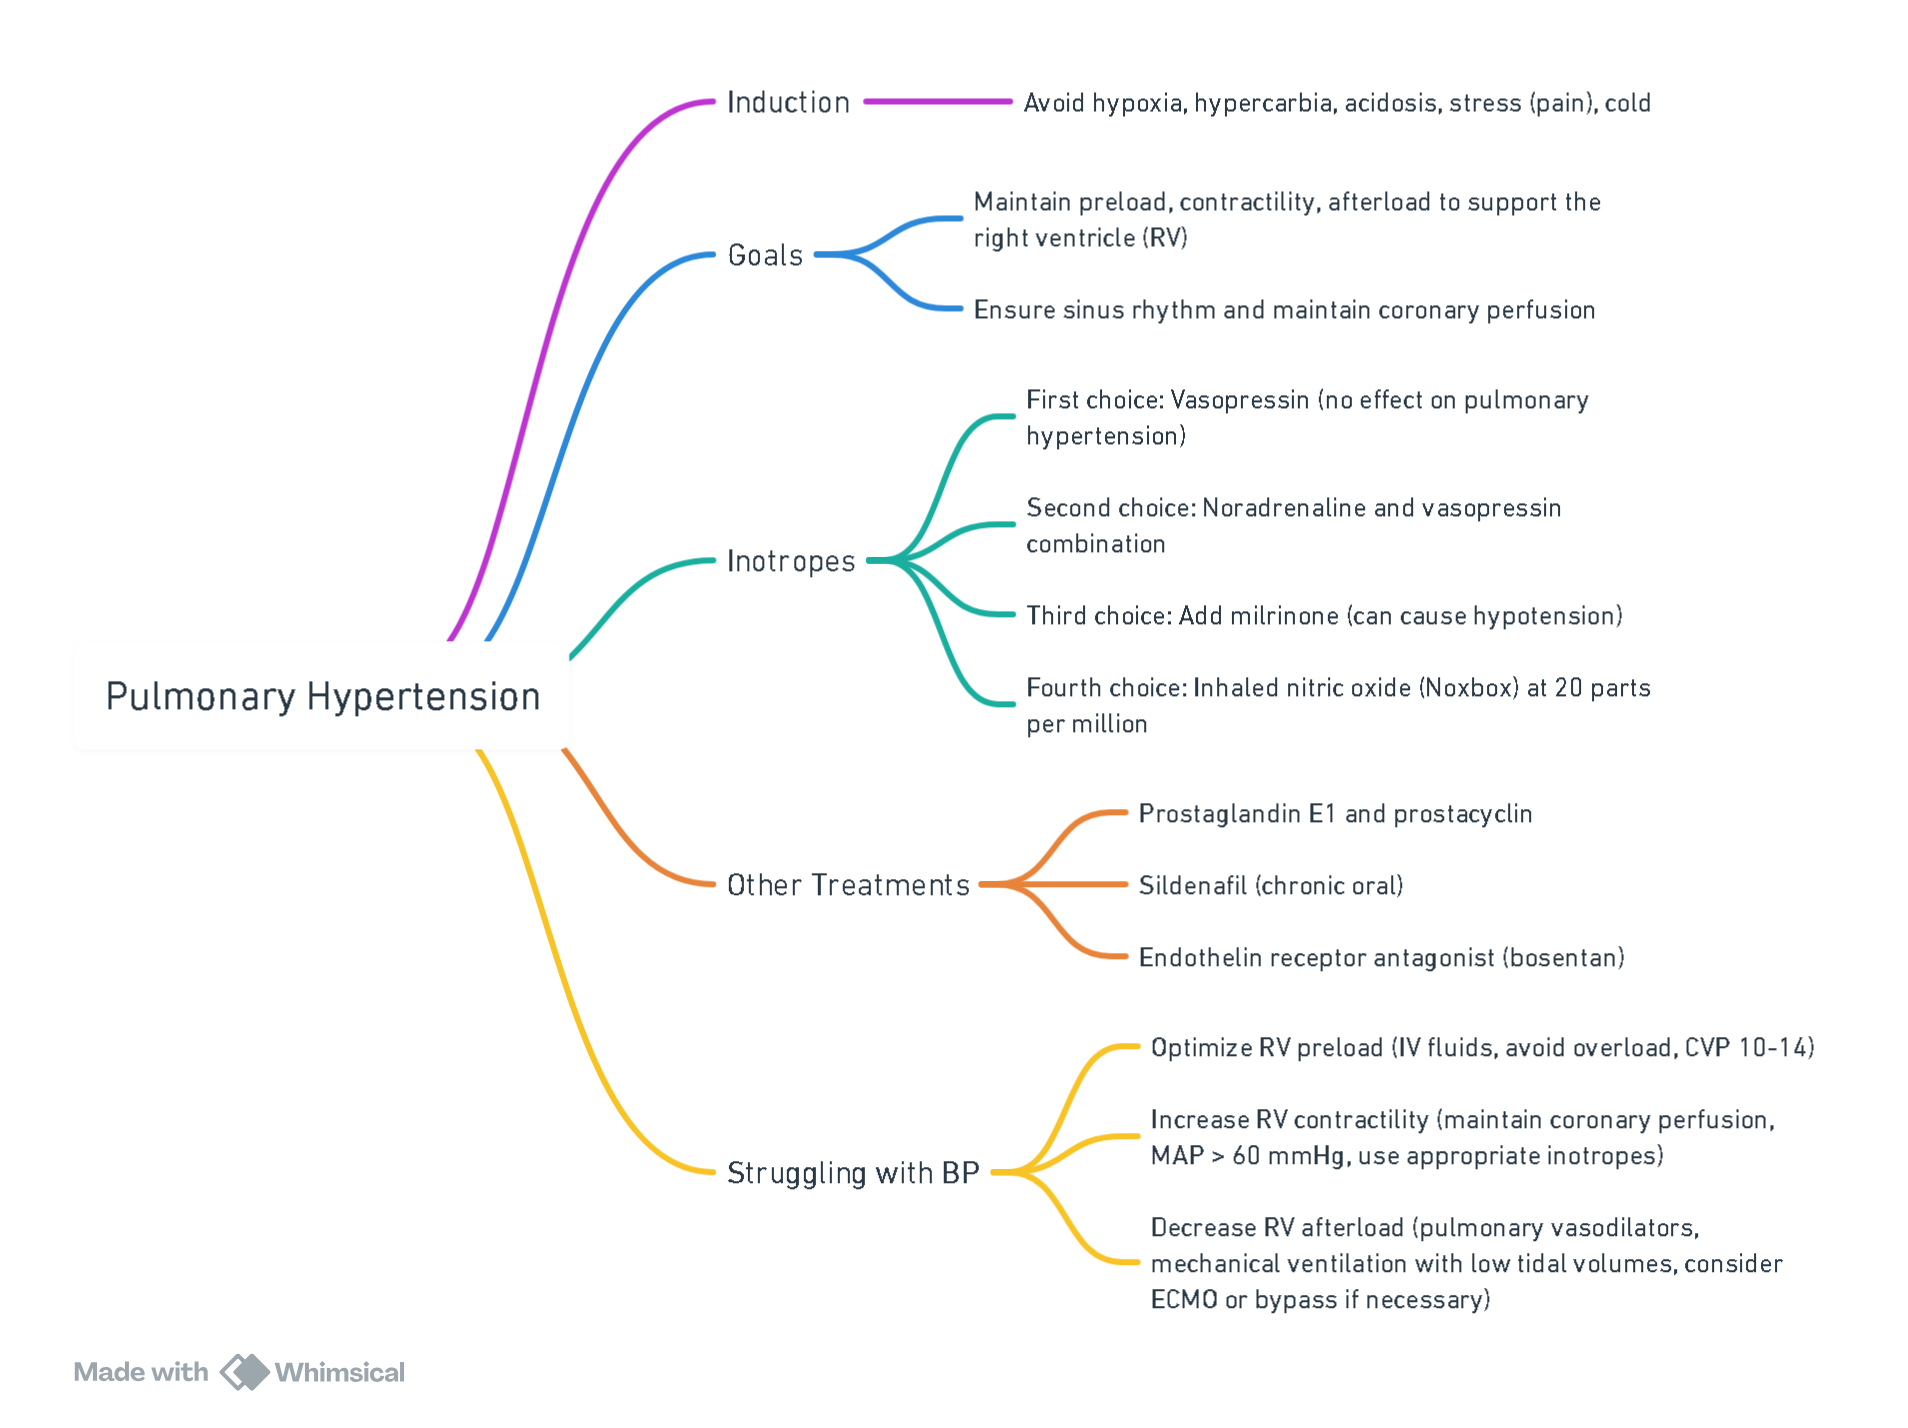 Induction
Avoid hypoxia, hypercarbia, acidosis, stress (pain), cold
Goals
Maintain preload, contractility, afterload to support the
right ventricle (RV)
Ensure sinus rhythm and maintain coronary perfusion
Inotropes
First choice: Vasopressin (no effect on pulmonary
hypertension)
Second choice: Noradrenaline and vasopressin
combination
Third choice: Add milrinone (can cause hypotension)
Fourth choice: Inhaled nitric oxide (Noxbox) at 20 parts
per million
Pulmonary Hypertension
Other Treatments
Prostaglandin E1 and prostacyclin
Sildenafil (chronic oral)
Endothelin receptor antagonist (bosentan)
Struggling with BP
Optimize RV preload (IV fluids, avoid overload, CVP 10-14)
Increase RV contractility (maintain coronary perfusion,
MAP > 60 mmHg, use appropriate inotropes)
Decrease RV afterload (pulmonary vasodilators,
mechanical ventilation with low tidal volumes, consider
ECMO or bypass if necessary)
Made with Whimsical